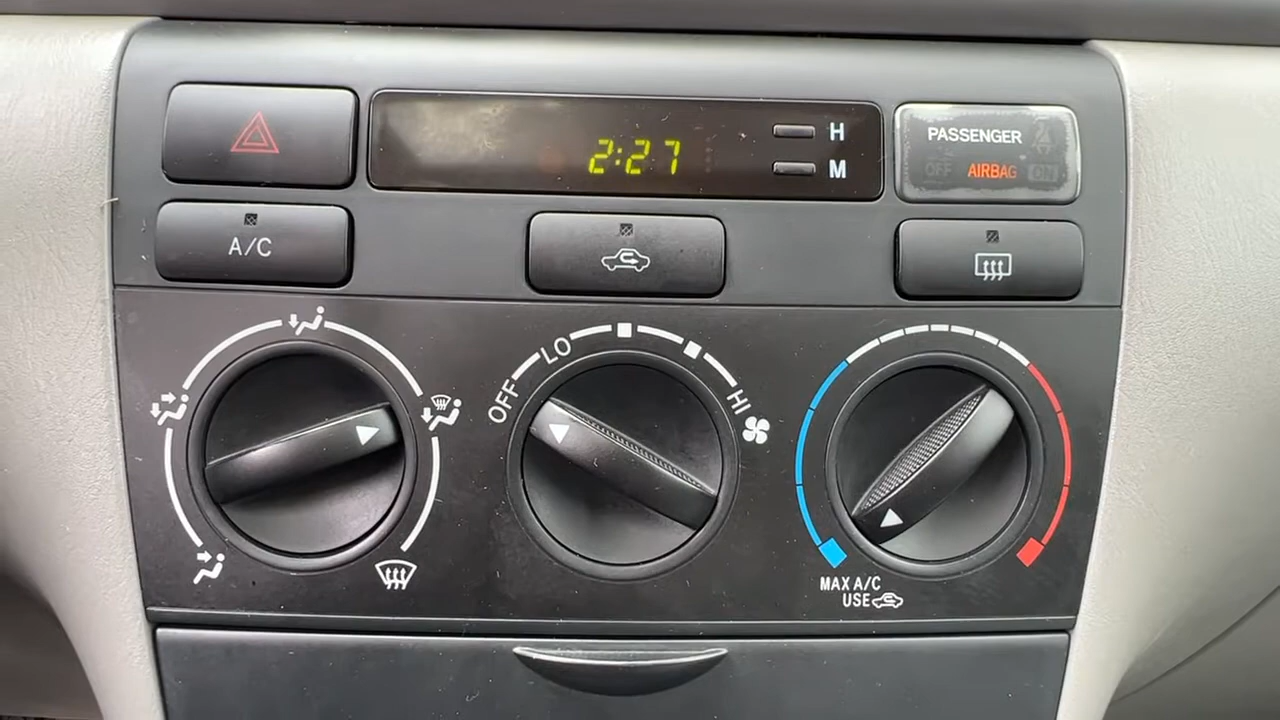 2:27
H
M
PASSENGER
OFF AIRBAG ON
A/C
OFF
LO
HI
MAX A/C
USE